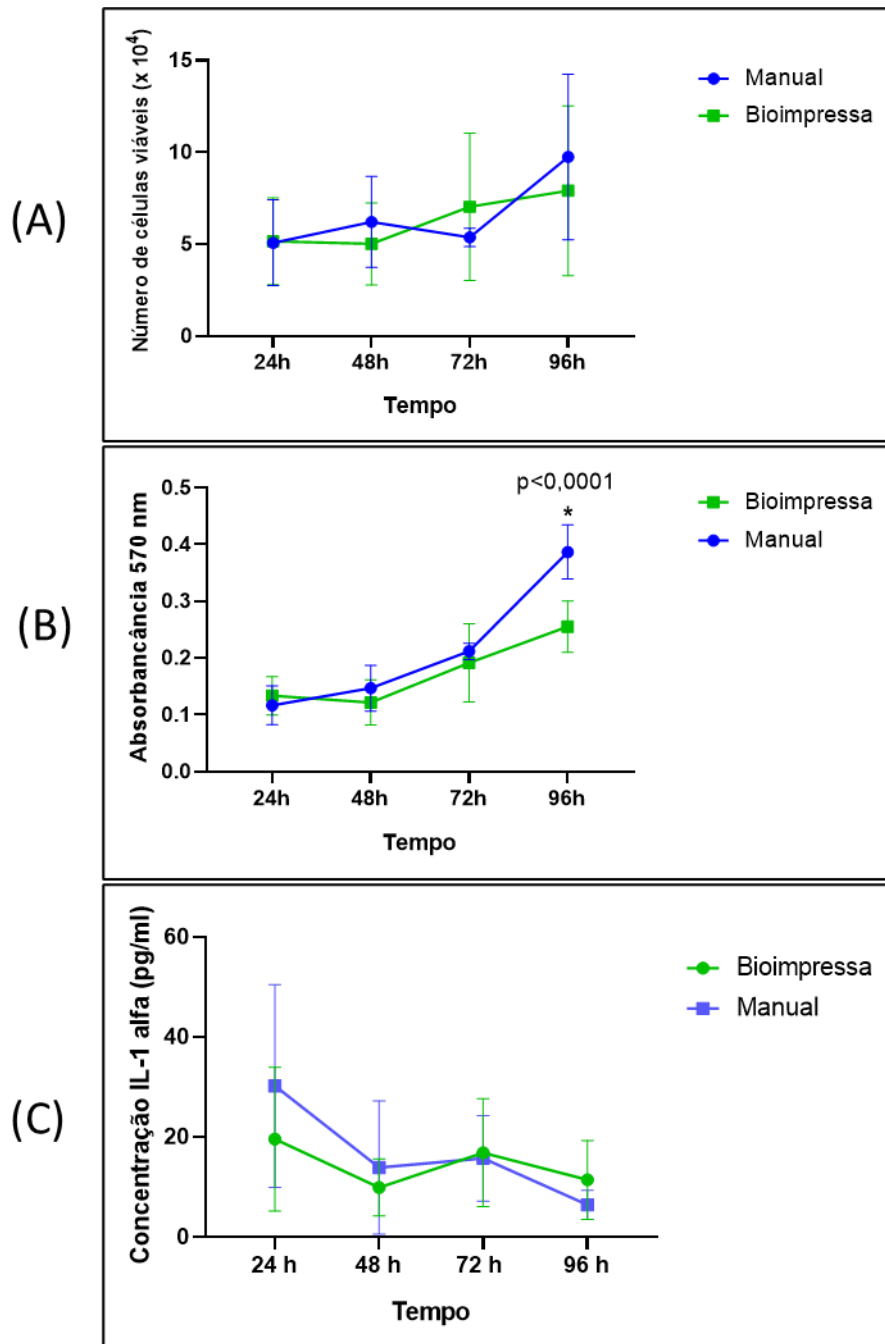 (A)
Número de células viáveis (x 10⁴)
15
10
5
0
24h 48h 72h 96h
Tempo
Manual
Bioimpressa
(B)
Absorbancância 570 nm
0.5
0.4
0.3
0.2
0.1
0.0
p<0,0001
*
24h 48h 72h 96h
Tempo
Bioimpressa
Manual
(C)
Concentração IL-1 alfa (pg/ml)
60
40
20
0
24 h 48 h 72 h 96 h
Tempo
Bioimpressa
Manual